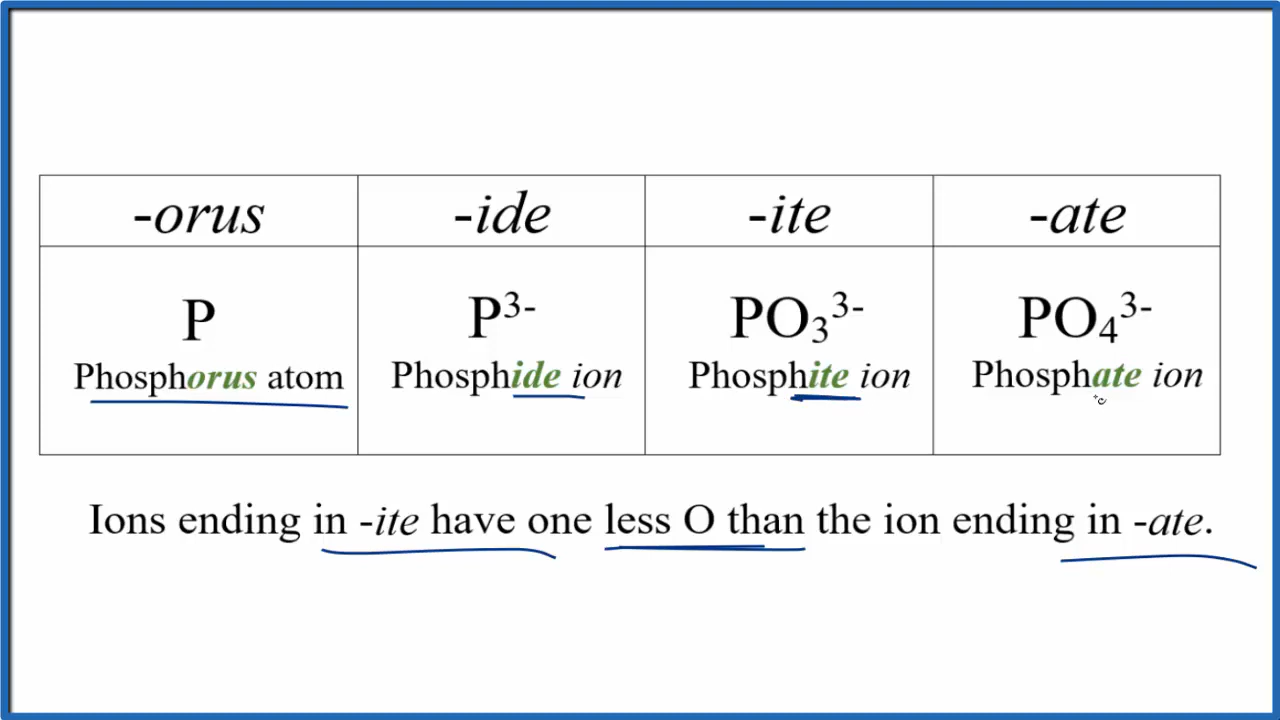 -orus -ide -ite -ate
P P³⁻ PO₃³⁻ PO₄³⁻
Phosphorus atom Phosphide ion Phosphite ion Phosphate ion
Ions ending in -ite have one less O than the ion ending in -ate.